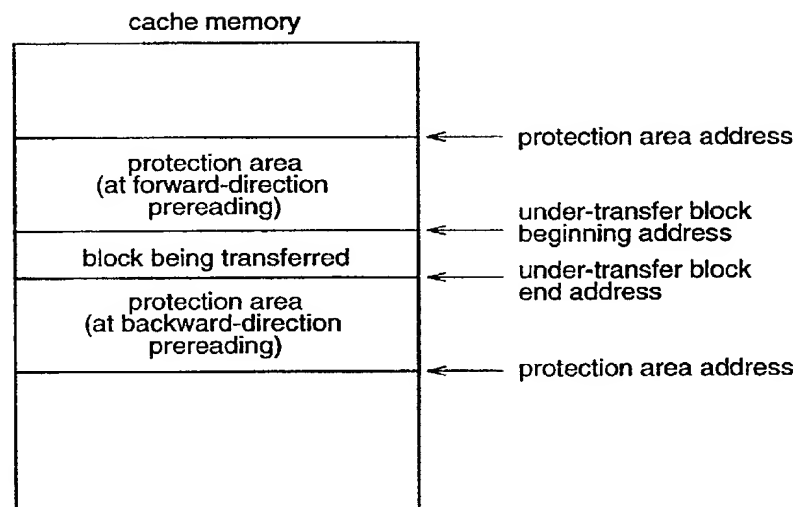 cache memory
protection area address
protection area
(at forward-direction
prereading)
under-transfer block
beginning address
block being transferred
under-transfer block
end address
protection area
(at backward-direction
prereading)
protection area address